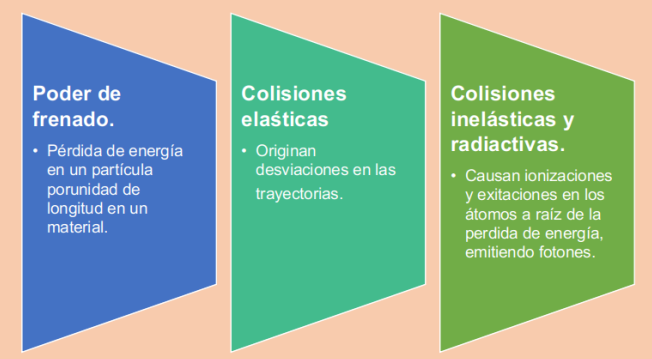 Poder de
frenado.
• Pérdida de energía
en un partícula
porunidad de
longitud en un
material.
Colisiones
elaśticas
• Originan
desviaciones en las
trayectorias.
Colisiones
inelásticas y
radiactivas.
• Causan ionizaciones
y exitaciones en los
átomos a raíz de la
perdida de energía,
emitiendo fotones.